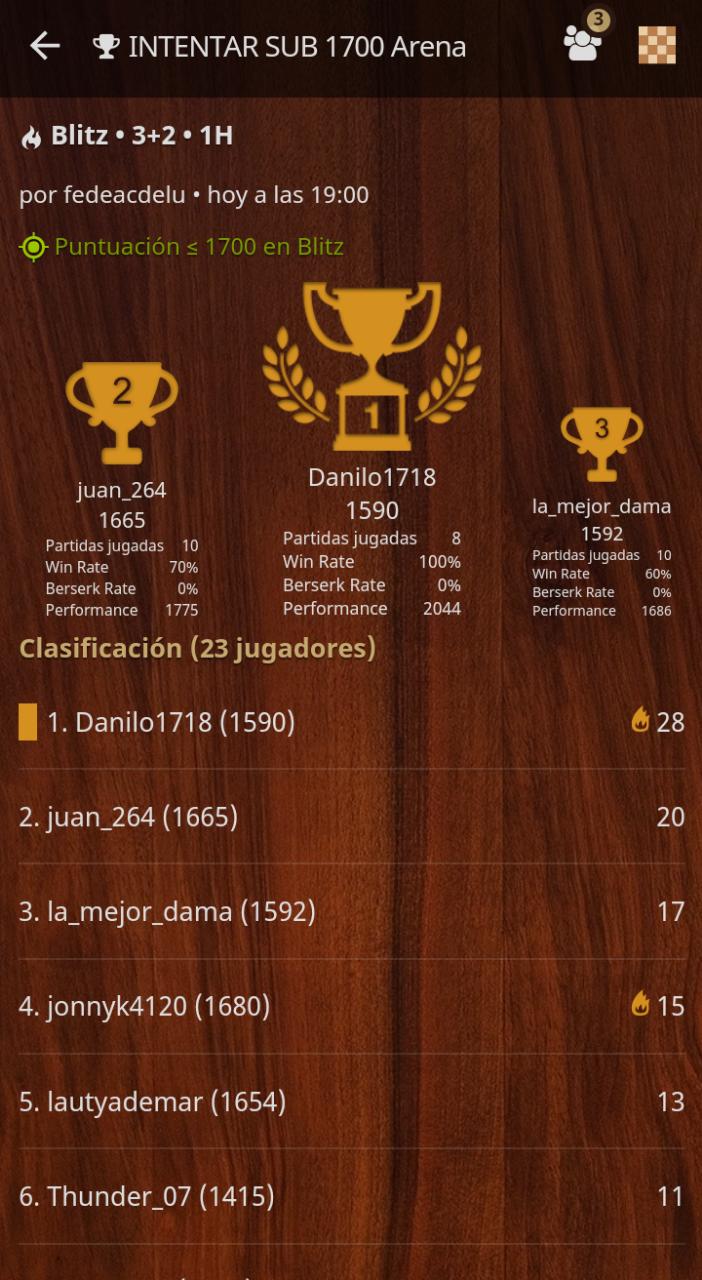 INTENTAR SUB 1700 Arena
3
Blitz • 3+2 • 1H
por fedeacdelu • hoy a las 19:00
Puntuación ≤ 1700 en Blitz
2
juan_264
1665
Partidas jugadas 10
Win Rate 70%
Berserk Rate 0%
Performance 1775
1
Danilo1718
1590
Partidas jugadas 8
Win Rate 100%
Berserk Rate 0%
Performance 2044
3
la_mejor_dama
1592
Partidas jugadas 10
Win Rate 60%
Berserk Rate 0%
Performance 1686
Clasificación (23 jugadores)
1. Danilo1718 (1590) 28
2. juan_264 (1665) 20
3. la_mejor_dama (1592) 17
4. jonnyk4120 (1680) 15
5. lautyademar (1654) 13
6. Thunder_07 (1415) 11